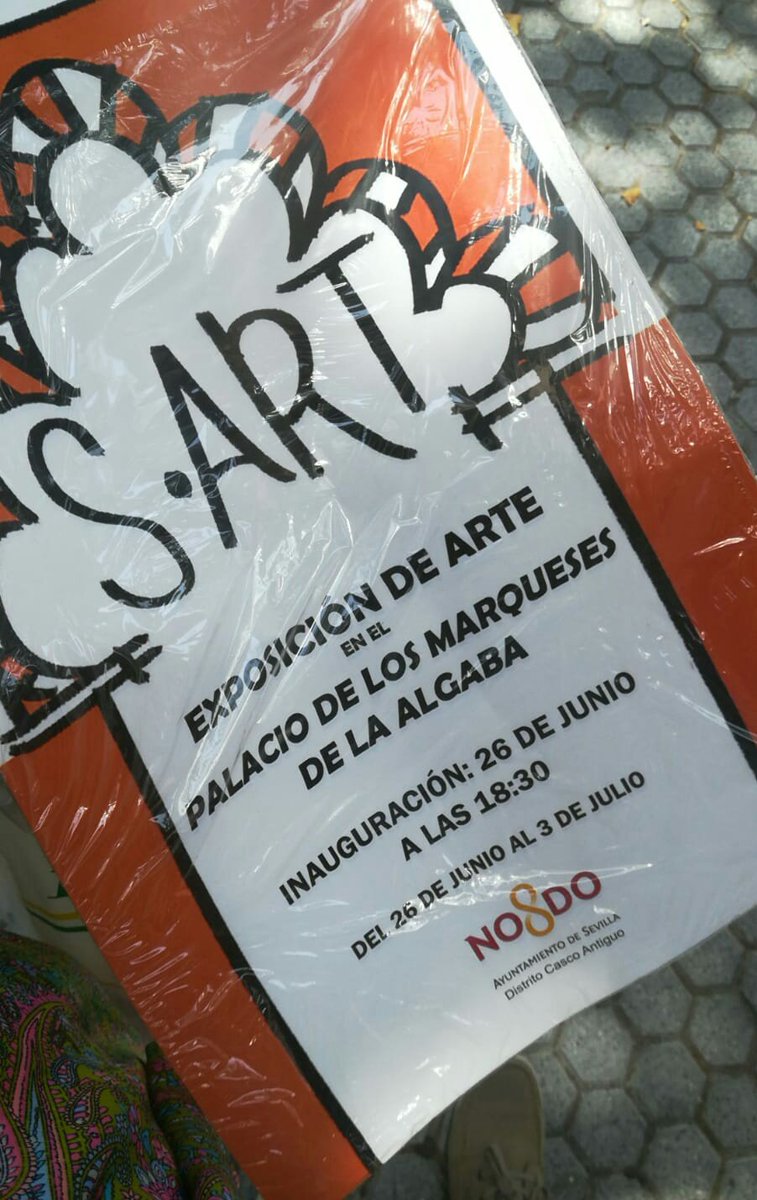 S.ART
EXPOSICIÓN DE ARTE
EN EL
PALACIO DE LOS MARQUESES
DE LA ALGABA
INAUGURACIÓN: 26 DE JUNIO
A LAS 18:30
DEL 26 DE JUNIO AL 3 DE JULIO
NO8DO
AYUNTAMIENTO DE SEVILLA
Distrito Casco Antiguo